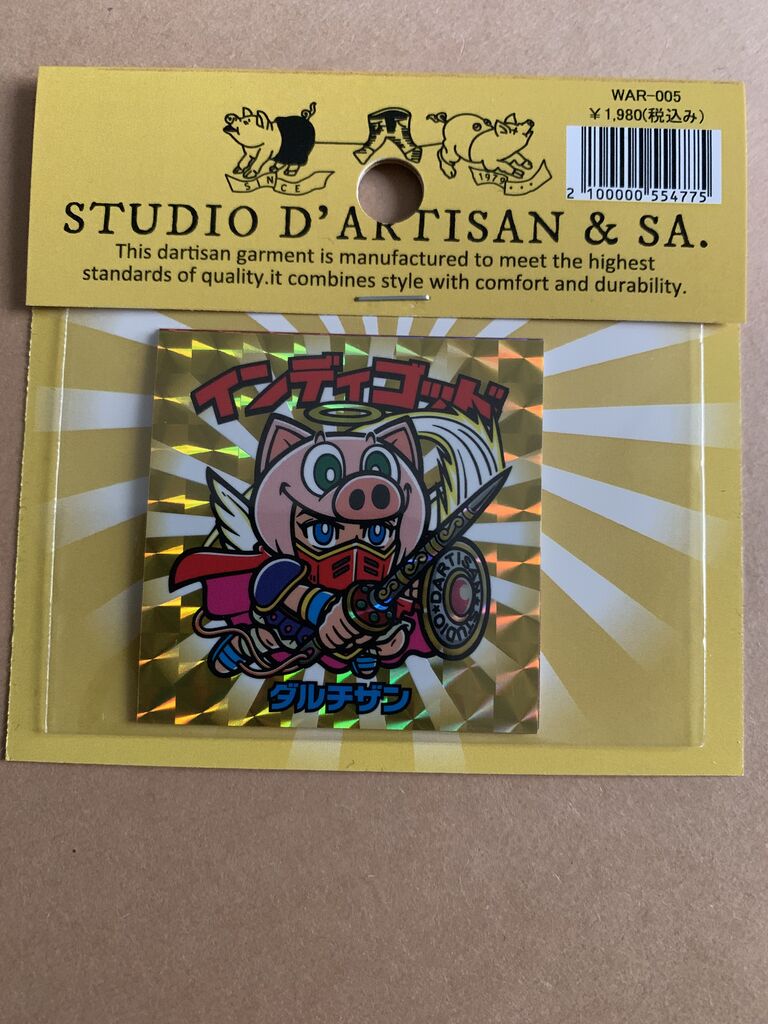 WAR-005
¥1,980(税込み)
SINCE
1979...
2 100000 554775
STUDIO D'ARTISAN & SA.
This dartisan garment is manufactured to meet the highest
standards of quality.it combines style with comfort and durability.
インディゴッド
DARTISAN★STUDIO★
ダルチザン